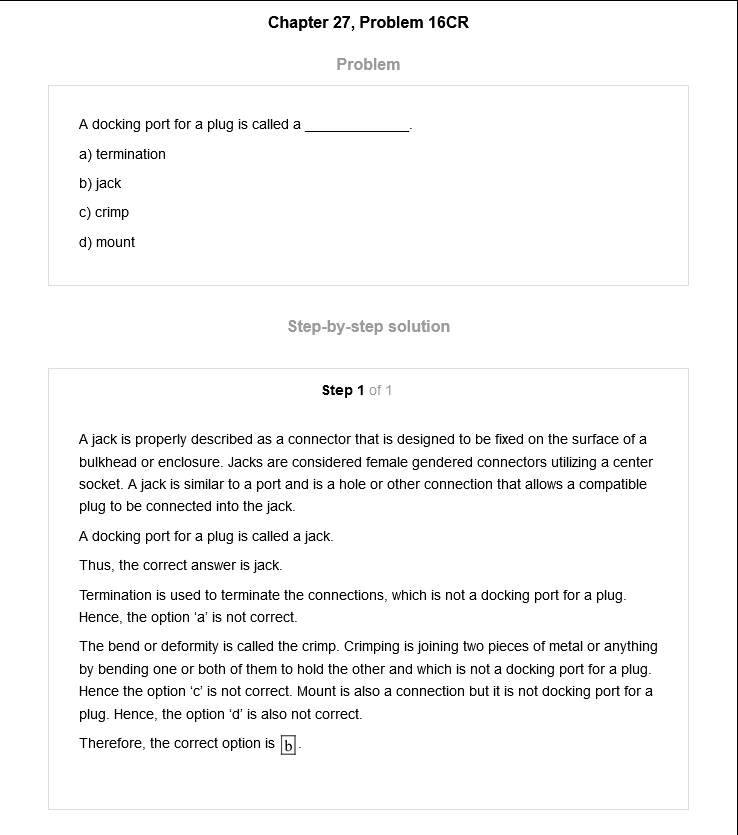 Chapter 27, Problem 16CR
Problem
A docking port for a plug is called a ______________.
a) termination
b) jack
c) crimp
d) mount
Step-by-step solution
Step 1 of 1
A jack is properly described as a connector that is designed to be fixed on the surface of a
bulkhead or enclosure. Jacks are considered female gendered connectors utilizing a center
socket. A jack is similar to a port and is a hole or other connection that allows a compatible
plug to be connected into the jack.
A docking port for a plug is called a jack.
Thus, the correct answer is jack.
Termination is used to terminate the connections, which is not a docking port for a plug.
Hence, the option ‘a’ is not correct.
The bend or deformity is called the crimp. Crimping is joining two pieces of metal or anything
by bending one or both of them to hold the other and which is not a docking port for a plug.
Hence the option ‘c’ is not correct. Mount is also a connection but it is not docking port for a
plug. Hence, the option ‘d’ is also not correct.
Therefore, the correct option is b.